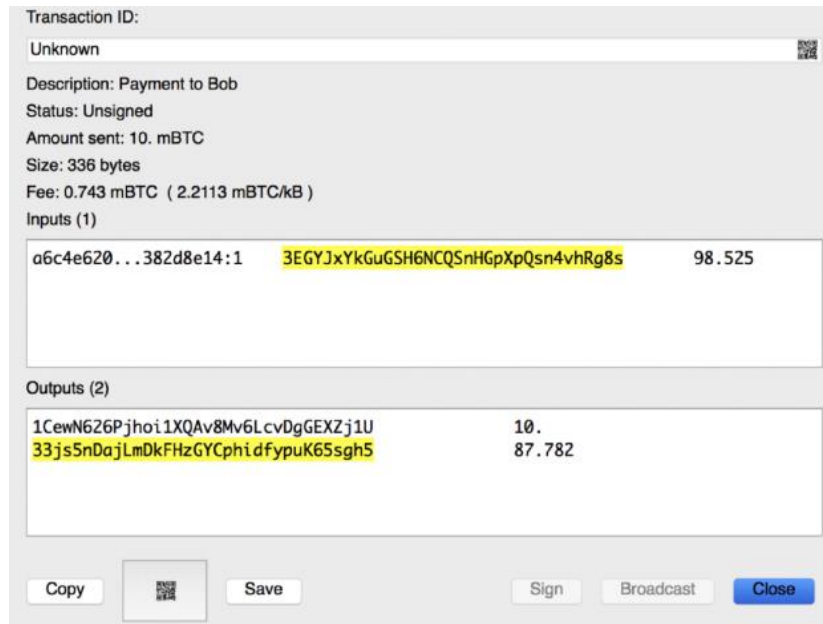 Transaction ID:
Unknown
Description: Payment to Bob
Status: Unsigned
Amount sent: 10. mBTC
Size: 336 bytes
Fee: 0.743 mBTC ( 2.2113 mBTC/kB )
Inputs (1)
a6c4e620...382d8e14:1 3EGYJxYkGuGSH6NCQSnHGpXpQsn4vhRg8s 98.525
Outputs (2)
1CewN626Pjhoi1XQAv8Mv6LcvDgGEXZj1U 10.
33js5nDajLmDkFHzGYCphidfypuK65sgh5 87.782
Copy Save Sign Broadcast Close